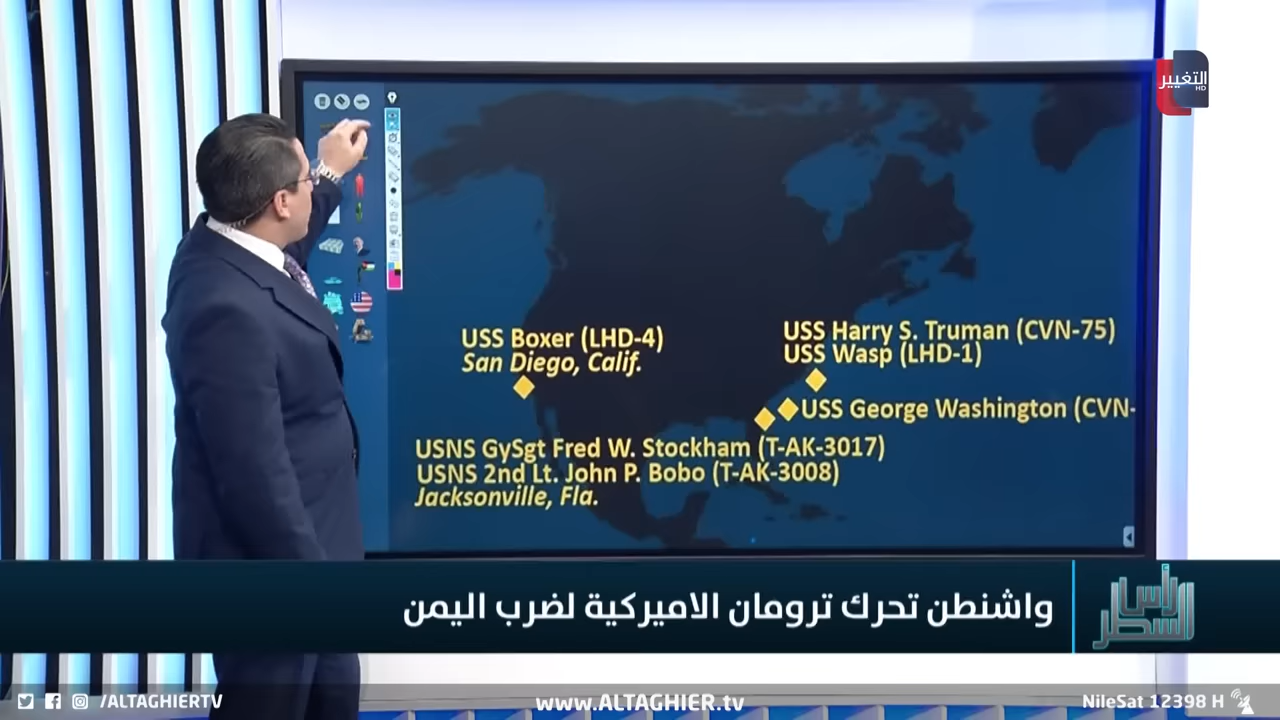 التغيير
HD
USS Boxer (LHD-4)
San Diego, Calif.
USS Harry S. Truman (CVN-75)
USS Wasp (LHD-1)
USS George Washington (CVN-
USNS GySgt Fred W. Stockham (T-AK-3017)
USNS 2nd Lt. John P. Bobo (T-AK-3008)
Jacksonville, Fla.
رأس
السطر
واشنطن تحرك ترومان الاميركية لضرب اليمن
/ALTAGHIERTV
www.ALTAGHIER.tv
NileSat 12398 H